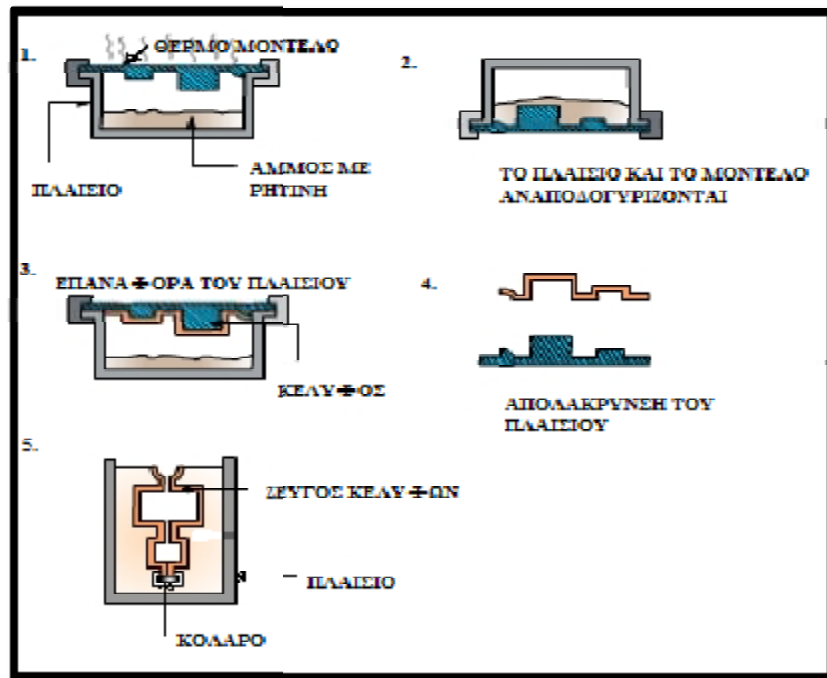 1.
ΘΕΡΜΟ ΜΟΝΤΕΛΟ
ΠΛΑΙΣΙΟ
ΑΜΜΟΣ ΜΕ
ΡΗΤΙΝΗ
2.
ΤΟ ΠΛΑΙΣΙΟ ΚΑΙ ΤΟ ΜΟΝΤΕΛΟ
ΑΝΑΠΟΔΟΓΥΡΙΖΟΝΤΑΙ
3.
ΕΠΑΝΑΦΟΡΑ ΤΟΥ ΠΛΑΙΣΙΟΥ
ΚΕΛΥΦΟΣ
4.
ΑΠΟΛΑΚΡΥΝΣΗ ΤΟΥ
ΠΛΑΙΣΙΟΥ
5.
ΖΕΥΓΟΣ ΚΕΛΥΦΩΝ
ΠΛΑΙΣΙΟ
ΚΟΛΑΡΟ